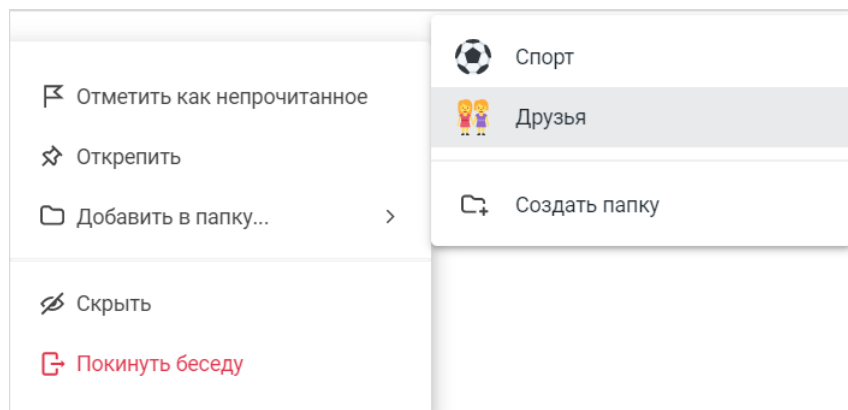 Отметить как непрочитанное
Открепить
Добавить в папку...
Скрыть
Покинуть беседу
Спорт
Друзья
Создать папку